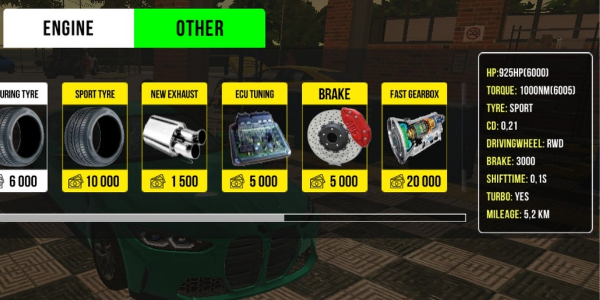 ENGINE
OTHER
URING TYRE
SPORT TYRE
NEW EXHAUST
ECU TUNING
BRAKE
FAST GEARBOX
6 000
10 000
1 500
5 000
5 000
20 000
HP:925HP(6000)
TORQUE: 1000NM(6005)
TYRE: SPORT
CD: 0,21
DRIVINGWHEEL: RWD
BRAKE: 3000
SHIFTTIME: 0,1S
TURBO: YES
MILEAGE: 5,2 KM